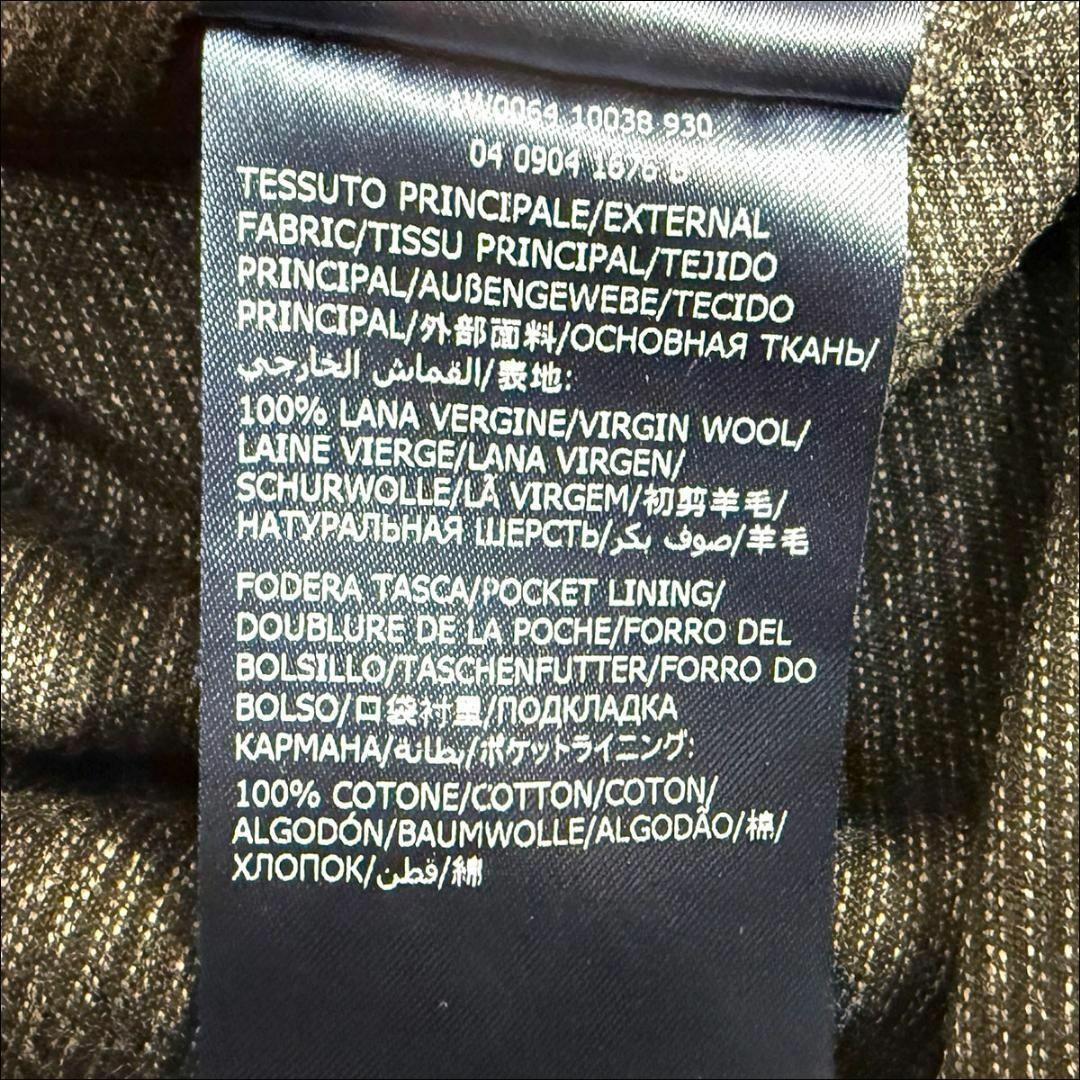 1W0064 10038 930
04 0904 1676 8
TESSUTO PRINCIPALE/EXTERNAL
FABRIC/TISSU PRINCIPAL/TEJIDO
PRINCIPAL/AUßENGEWEBE/TECIDO
PRINCIPAL/外部面料/ОСНОВНАЯ ТКАНЬ/
القماش الخارجي/表地:
100% LANA VERGINE/VIRGIN WOOL/
LAINE VIERGE/LANA VIRGEN/
SCHURWOLLE/LÃ VIRGEM/初剪羊毛/
НАТУРАЛЬНАЯ ШЕРСТЬ/صوف بكر/羊毛
FODERA TASCA/POCKET LINING/
DOUBLURE DE LA POCHE/FORRO DEL
BOLSILLO/TASCHENFUTTER/FORRO DO
BOLSO/口袋衬里/ПОДКЛАДКА
КАРМАНА/بطانة/ポケットライニング:
100% COTONE/COTTON/COTON/
ALGODÓN/BAUMWOLLE/ALGODÃO/棉/
ХЛОПОК/قطن/綿